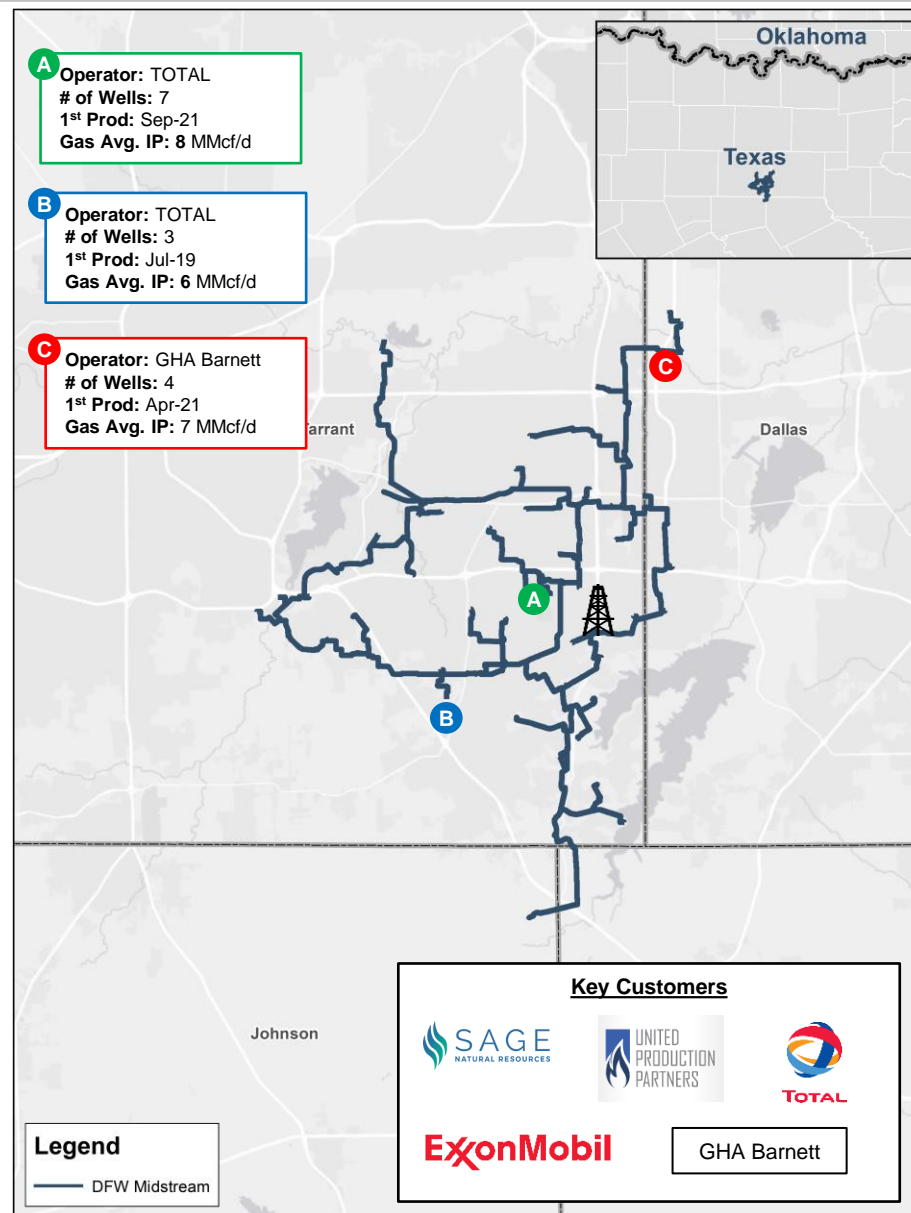 Oklahoma
Texas
A
Operator: TOTAL
# of Wells: 7
1st Prod: Sep-21
Gas Avg. IP: 8 MMcf/d
B
Operator: TOTAL
# of Wells: 3
1st Prod: Jul-19
Gas Avg. IP: 6 MMcf/d
C
Operator: GHA Barnett
# of Wells: 4
1st Prod: Apr-21
Gas Avg. IP: 7 MMcf/d
C
arrant
Dallas
A
B
Johnson
Key Customers
SAGE
NATURAL RESOURCES
UNITED
PRODUCTION
PARTNERS
TOTAL
ExxonMobil
GHA Barnett
Legend
DFW Midstream